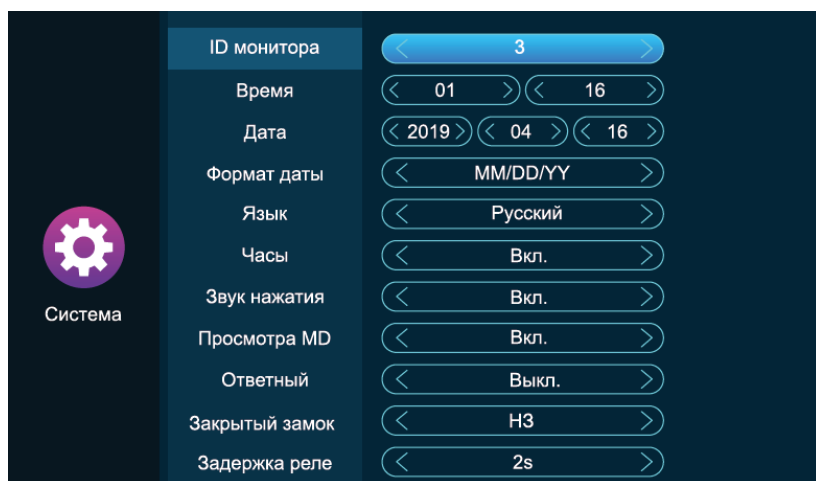 ID монитора 3
Время 01 16
Дата 2019 04 16
Формат даты MM/DD/YY
Язык Русский
Часы Вкл.
Звук нажатия Вкл.
Система
Просмотра MD Вкл.
Ответный Выкл.
Закрытый замок НЗ
Задержка реле 2s